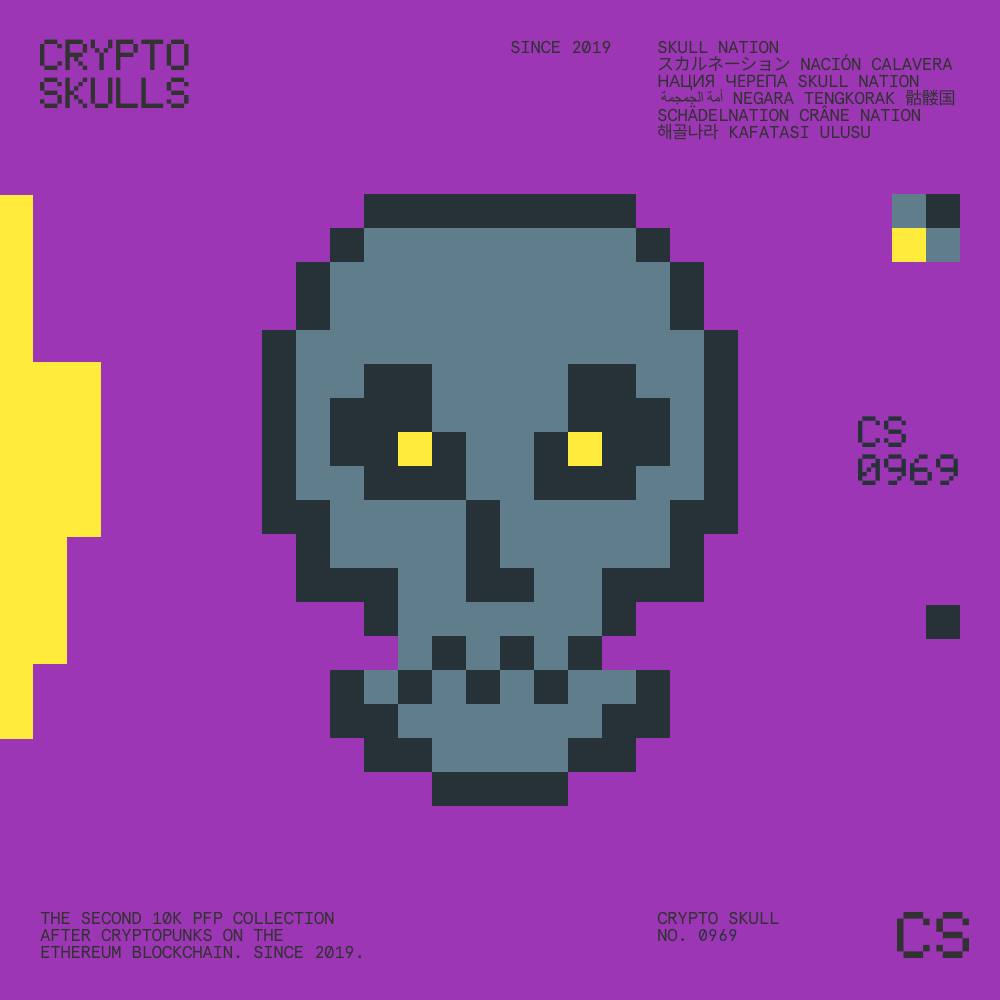 CRYPTO
SKULLS
SINCE 2019
SKULL NATION
スカルネーション NACIÓN CALAVERA
НАЦИЯ ЧЕРЕПА SKULL NATION
أمة الجمجمة NEGARA TENGKORAK 骷髅国
SCHÄDELNATION CRÂNE NATION
해골나라 KAFATASI ULUSU
CS
0969
THE SECOND 10K PFP COLLECTION
AFTER CRYPTOPUNKS ON THE
ETHEREUM BLOCKCHAIN. SINCE 2019.
CRYPTO SKULL
NO. 0969
CS